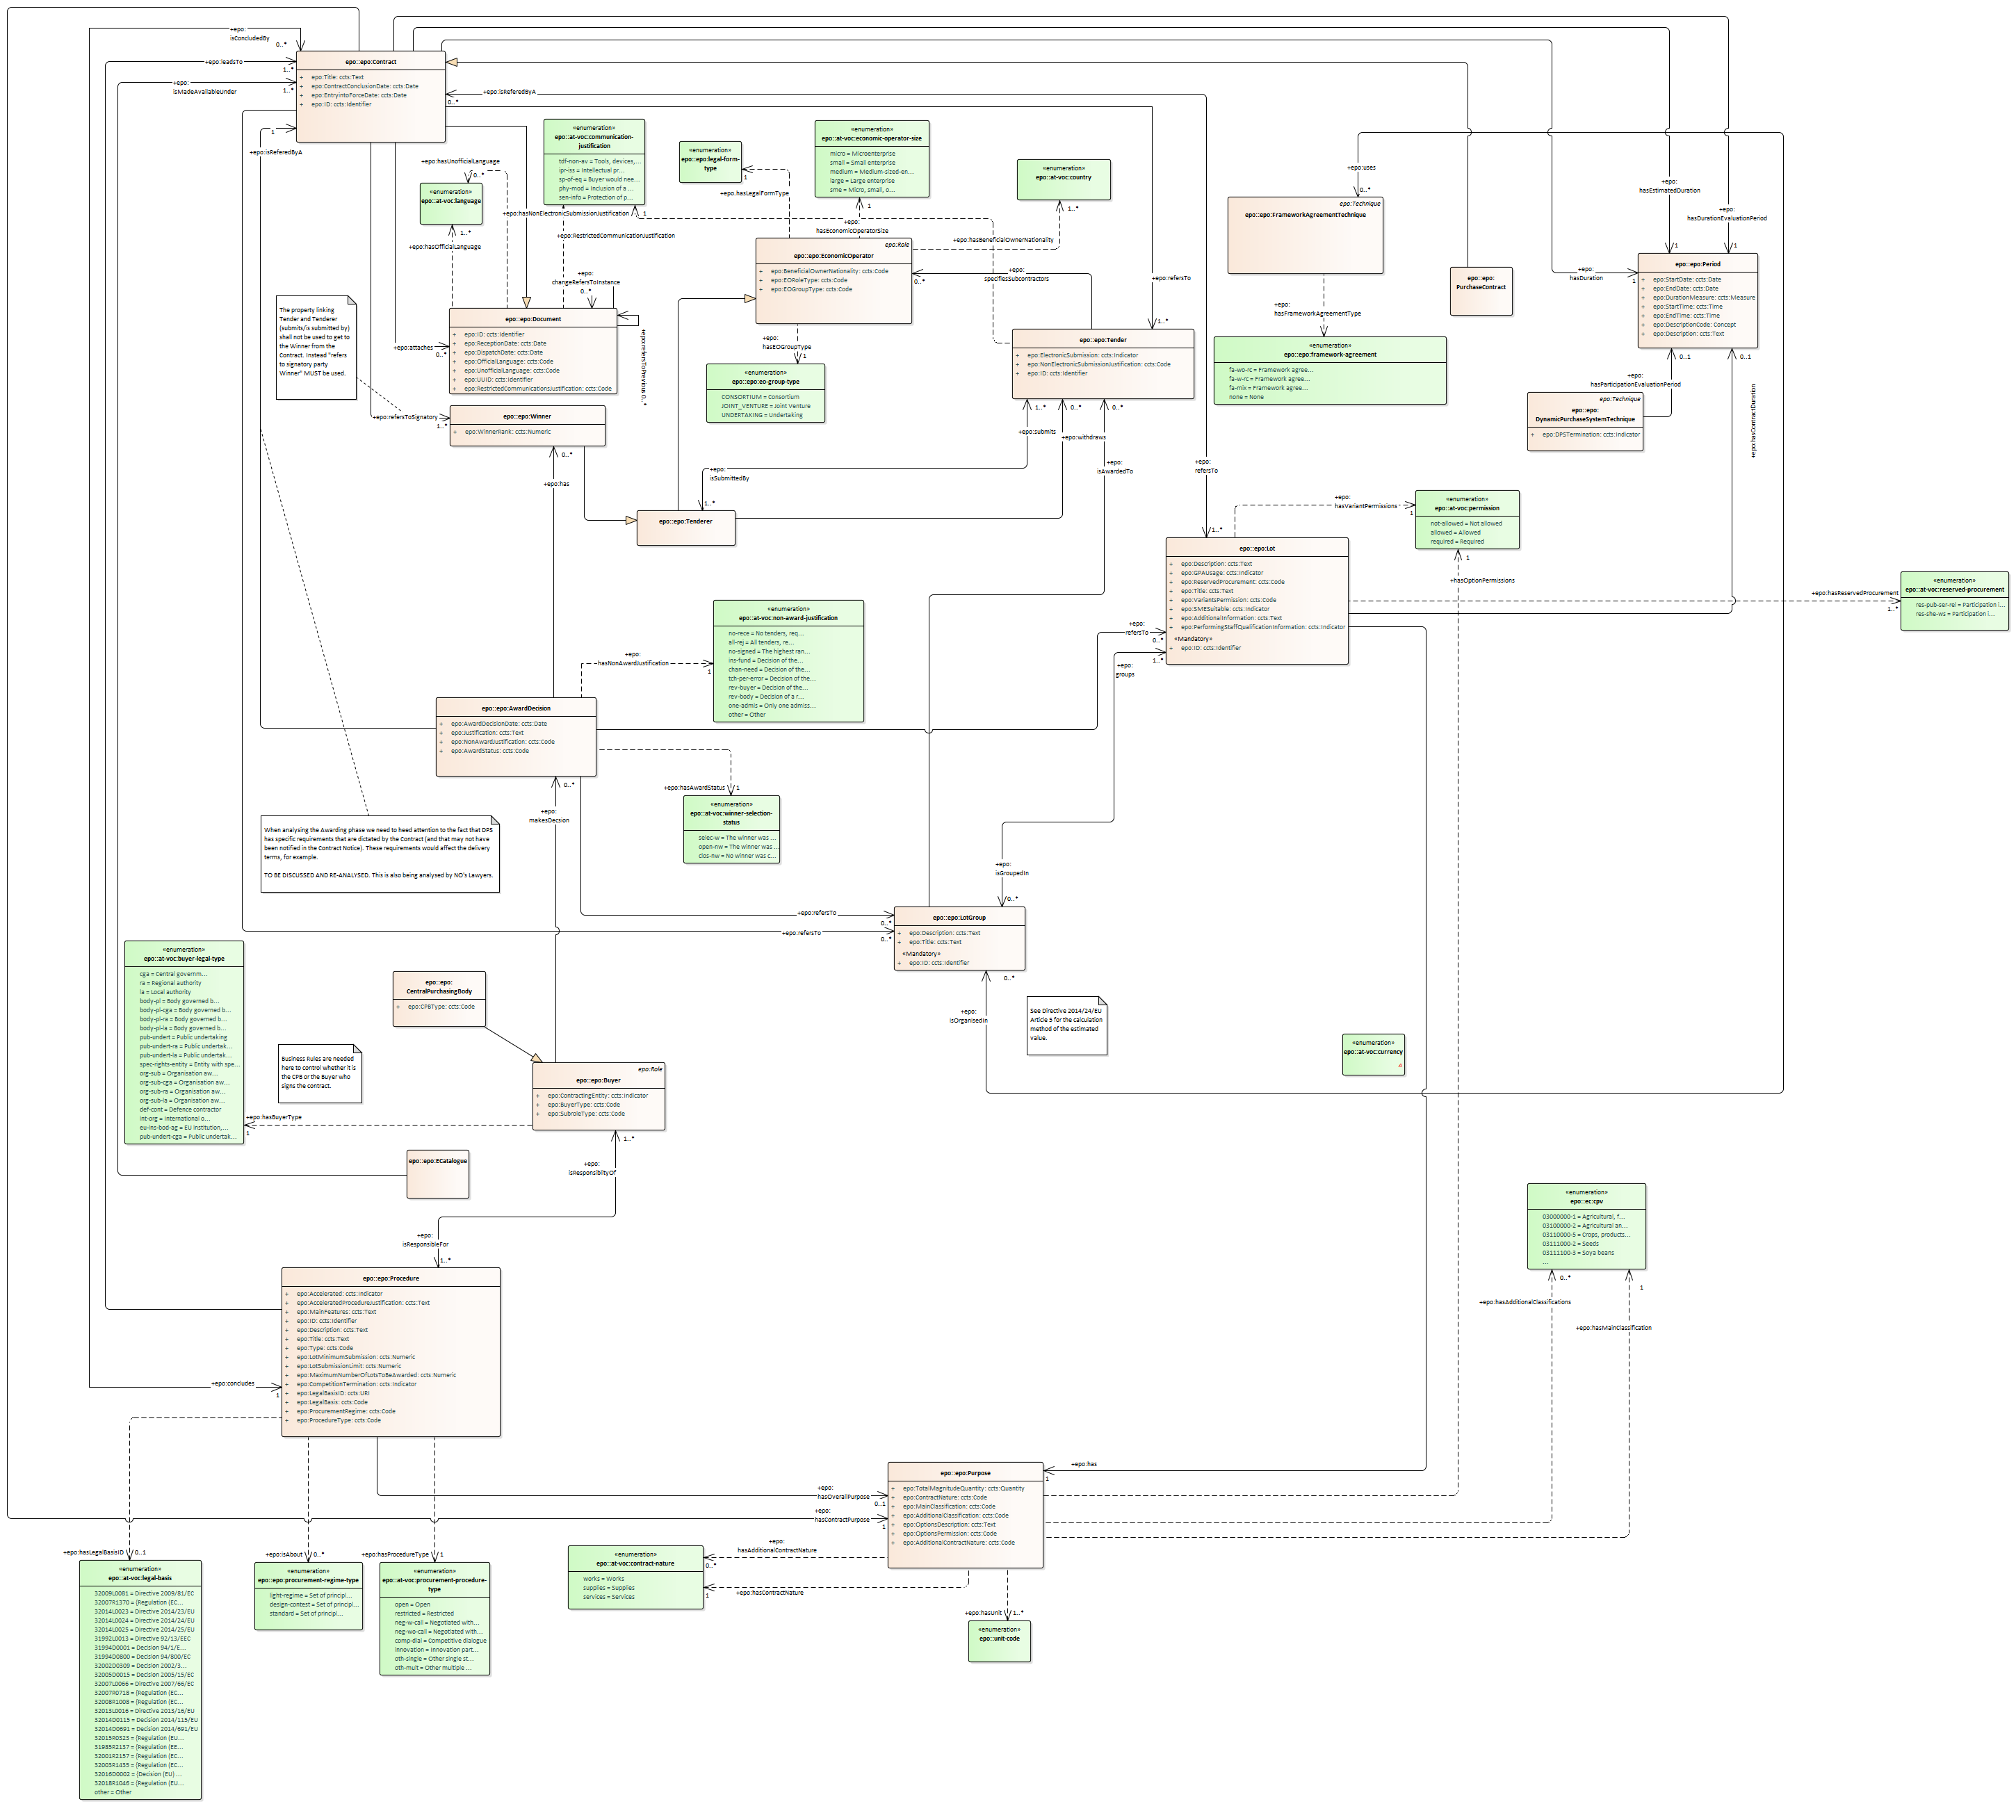 +epo:
isConcludedBy
0..*
+epo:leadsTo
1..*
+epo:
isMadeAvailableUnder
1..*
1
+epo:isReferedByA
epo::epo:Contract
+ epo:Title: ccts:Text
+ epo:ContractConclusionDate: ccts:Date
+ epo:EntryIntoForceDate: ccts:Date
+ epo:ID: ccts:Identifier
+epo:isReferedByA
0..*
«enumeration»
epo::at-voc:communication-
justification
tdf-non-av = Tools, devices,...
ipr-iss = Intellectual pr...
sp-of-eq = Buyer would nee...
phy-mod = Inclusion of a ...
sen-info = Protection of p...
«enumeration»
epo::epo:legal-form-
type
1
+epo:hasLegalFormType
«enumeration»
epo::at-voc:economic-operator-size
micro = Microenterprise
small = Small enterprise
medium = Medium-sized-en...
large = Large enterprise
sme = Micro, small, o...
1
+epo:
hasEconomicOperatorSize
«enumeration»
epo::at-voc:country
1..*
+epo:hasBeneficialOwnerNationality
+epo:hasUnofficialLanguage
0..*
«enumeration»
epo::at-voc:language
1..*
+epo:hasOfficialLanguage
+epo:hasNonElectronicSubmissionJustification
1
+epo:RestrictedCommunicationJustification
+epo:
changeRefersToInstance
0..*
epo:Role
epo::epo:EconomicOperator
+ epo:BeneficialOwnerNationality: ccts:Code
+ epo:EORoleType: ccts:Code
+ epo:EOGroupType: ccts:Code
0..*
+epo:
specifiesSubcontractors
+epo:refersTo
1..*
+epo:uses
0..*
epo:Technique
epo::epo:FrameworkAgreementTechnique
+epo:
hasFrameworkAgreementType
epo::epo:
PurchaseContract
+epo:
hasEstimatedDuration
1
+epo:
hasDurationEvaluationPeriod
1
+epo:
hasDuration
1
epo::epo:Period
+ epo:StartDate: ccts:Date
+ epo:EndDate: ccts:Date
+ epo:DurationMeasure: ccts:Measure
+ epo:StartTime: ccts:Time
+ epo:EndTime: ccts:Time
+ epo:DescriptionCode: Concept
+ epo:Description: ccts:Text
0..1
0..1
+epo:
hasParticipationEvaluationPeriod
+epo:hasContractDuration
The property linking
Tender and Tenderer
(submits/is submitted by)
shall not be used to get to
the Winner from the
Contract. Instead "refers
to signatory party
Winner" MUST be used.
+epo:attaches
0..*
epo::epo:Document
+ epo:ID: ccts:Identifier
+ epo:ReceptionDate: ccts:Date
+ epo:DispatchDate: ccts:Date
+ epo:OfficialLanguage: ccts:Code
+ epo:UnofficialLanguage: ccts:Code
+ epo:UUID: ccts:Identifier
+ epo:RestrictedCommunicationsJustification: ccts:Code
+epo:refersToPrevious 0..*
+epo:
hasEOGroupType
1
«enumeration»
epo::epo:eo-group-type
CONSORTIUM = Consortium
JOINT_VENTURE = Joint Venture
UNDERTAKING = Undertaking
epo::epo:Tender
+ epo:ElectronicSubmission: ccts:Indicator
+ epo:NonElectronicSubmissionJustification: ccts:Code
+ epo:ID: ccts:Identifier
1..*
0..*
0..*
+epo:submits
+epo:withdraws
+epo:
isAwardedTo
«enumeration»
epo::epo:framework-agreement
fa-wo-rc = Framework agree...
fa-w-rc = Framework agree...
fa-mix = Framework agree...
none = None
epo:Technique
epo::epo:
DynamicPurchaseSystemTechnique
+ epo:DPSTermination: ccts:Indicator
+epo:refersToSignatory
1..*
epo::epo:Winner
+ epo:WinnerRank: ccts:Numeric
0..*
+epo:has
+epo:
isSubmittedBy
1..*
epo::epo:Tenderer
+epo:
refersTo
1..*
+epo:
hasVariantPermissions
1
«enumeration»
epo::at-voc:permission
not-allowed = Not allowed
allowed = Allowed
required = Required
1
+epo:hasOptionPermissions
epo::epo:Lot
+ epo:Description: ccts:Text
+ epo:GPAUsage: ccts:Indicator
+ epo:ReservedProcurement: ccts:Code
+ epo:Title: ccts:Text
+ epo:VariantsPermission: ccts:Code
+ epo:SMESuitable: ccts:Indicator
+ epo:AdditionalInformation: ccts:Text
+ epo:PerformingStaffQualificationInformation: ccts:Indicator
«Mandatory»
+ epo:ID: ccts:Identifier
+epo:hasReservedProcurement
1..*
«enumeration»
epo::at-voc:reserved-procurement
res-pub-ser-rel = Participation i...
res-she-ws = Participation i...
«enumeration»
epo::at-voc:non-award-justification
no-rece = No tenders, req...
all-rej = All tenders, re...
no-signed = The highest ran...
ins-fund = Decision of the...
chan-need = Decision of the...
tch-per-error = Decision of the...
rev-buyer = Decision of the...
rev-body = Decision of a r...
one-admis = Only one admiss...
other = Other
+epo:
hasNonAwardJustification
1
+epo:
refersTo
0..*
1..*
+epo:
groups
epo::epo:AwardDecision
+ epo:AwardDecisionDate: ccts:Date
+ epo:Justification: ccts:Text
+ epo:NonAwardJustification: ccts:Code
+ epo:AwardStatus: ccts:Code
0..*
+epo:
makesDecsion
+epo:hasAwardStatus
1
«enumeration»
epo::at-voc:winner-selection-
status
selec-w = The winner was ...
open-nw = The winner was ...
clos-nw = No winner was c...
When analysing the Awarding phase we need to heed attention to the fact that DPS
has specific requirements that are dictated by the Contract (and that may not have
been notified in the Contract Notice). These requirements would affect the delivery
terms, for example.
TO BE DISCUSSED AND RE-ANALYSED. This is also being analysed by NO's Lawyers.
+epo:
isGroupedIn
0..*
+epo:refersTo
0..*
+epo:refersTo
0..*
epo::epo:LotGroup
+ epo:Description: ccts:Text
+ epo:Title: ccts:Text
«Mandatory»
+ epo:ID: ccts:Identifier
0..*
+epo:
isOrganisedIn
See Directive 2014/24/EU
Article 5 for the calculation
method of the estimated
value.
«enumeration»
epo::at-voc:currency
«enumeration»
epo::at-voc:buyer-legal-type
cga = Central governm...
ra = Regional authority
la = Local authority
body-pl = Body governed b...
body-pl-cga = Body governed b...
body-pl-ra = Body governed b...
body-pl-la = Body governed b...
pub-undert = Public undertaking
pub-undert-ra = Public undertak...
pub-undert-la = Public undertak...
spec-rights-entity = Entity with spe...
org-sub = Organisation aw...
org-sub-cga = Organisation aw...
org-sub-ra = Organisation aw...
org-sub-la = Organisation aw...
def-cont = Defence contractor
int-org = International o...
eu-ins-bod-ag = EU institution,...
pub-undert-cga = Public undertak...
epo::epo:
CentralPurchasingBody
+ epo:CPBType: ccts:Code
Business Rules are needed
here to control whether it is
the CPB or the Buyer who
signs the contract.
epo:Role
epo::epo:Buyer
+ epo:ContractingEntity: ccts:Indicator
+ epo:BuyerType: ccts:Code
+ epo:SubroleType: ccts:Code
+epo:hasBuyerType
1
1..*
+epo:
isResponsiblityOf
epo::epo:ECatalogue
+epo:
isResponsibleFor
1..*
epo::epo:Procedure
+ epo:Accelerated: ccts:Indicator
+ epo:AcceleratedProcedureJustification: ccts:Text
+ epo:MainFeatures: ccts:Text
+ epo:ID: ccts:Identifier
+ epo:Description: ccts:Text
+ epo:Title: ccts:Text
+ epo:Type: ccts:Code
+ epo:LotMinimumSubmission: ccts:Numeric
+ epo:LotSubmissionLimit: ccts:Numeric
+ epo:MaximumNumberOfLotsToBeAwarded: ccts:Numeric
+ epo:CompetitionTermination: ccts:Indicator
+ epo:LegalBasisID: ccts:URI
+ epo:LegalBasis: ccts:Code
+ epo:ProcurementRegime: ccts:Code
+ epo:ProcedureType: ccts:Code
+epo:concludes
1
«enumeration»
epo::ec:cpv
03000000-1 = Agricultural, f...
03100000-2 = Agricultural an...
03110000-5 = Crops, products...
03111000-2 = Seeds
03111100-3 = Soya beans
...
0..*
1
+epo:hasAdditionalClassifications
+epo:hasMainClassification
+epo:has
1
epo::epo:Purpose
+ epo:TotalMagnitudeQuantity: ccts:Quantity
+ epo:ContractNature: ccts:Code
+ epo:MainClassification: ccts:Code
+ epo:AdditionalClassification: ccts:Code
+ epo:OptionsDescription: ccts:Text
+ epo:OptionsPermission: ccts:Code
+ epo:AdditionalContractNature: ccts:Code
+epo:
hasOverallPurpose
0..1
+epo:
hasContractPurpose
1
+epo:
hasAdditionalContractNature
0..*
+epo:hasContractNature
1
«enumeration»
epo::at-voc:contract-nature
works = Works
supplies = Supplies
services = Services
+epo:hasUnit
1..*
«enumeration»
epo::unit-code
+epo:hasLegalBasisID
0..1
«enumeration»
epo::at-voc:legal-basis
32009L0081 = Directive 2009/81/EC
32007R1370 = (Regulation (EC...
32014L0023 = Directive 2014/23/EU
32014L0024 = Directive 2014/24/EU
32014L0025 = Directive 2014/25/EU
31992L0013 = Directive 92/13/EEC
31994D0001 = Decision 94/1/E...
31994D0800 = Decision 94/800/EC
32002D0309 = Decision 2002/3...
32005D0015 = Decision 2005/15/EC
32007L0066 = Directive 2007/66/EC
32007R0718 = (Regulation (EC...
32008R1008 = (Regulation (EC...
32013L0016 = Directive 2013/16/EU
32014D0115 = Decision 2014/115/EU
32014D0691 = Decision 2014/691/EU
32015R0323 = (Regulation (EU...
31985R2137 = (Regulation (EE...
32001R2157 = (Regulation (EC...
32003R1435 = (Regulation (EC...
32016D0002 = (Decision (EU) ...
32018R1046 = (Regulation (EU...
other = Other
+epo:isAbout
0..*
«enumeration»
epo::epo:procurement-regime-type
light-regime = Set of principl...
design-contest = Set of principl...
standard = Set of principl...
+epo:hasProcedureType
1
«enumeration»
epo::at-voc:procurement-procedure-
type
open = Open
restricted = Restricted
neg-w-call = Negotiated with...
neg-wo-call = Negotiated with...
comp-dial = Competitive dialogue
innovation = Innovation part...
oth-single = Other single st...
oth-mult = Other multiple ...